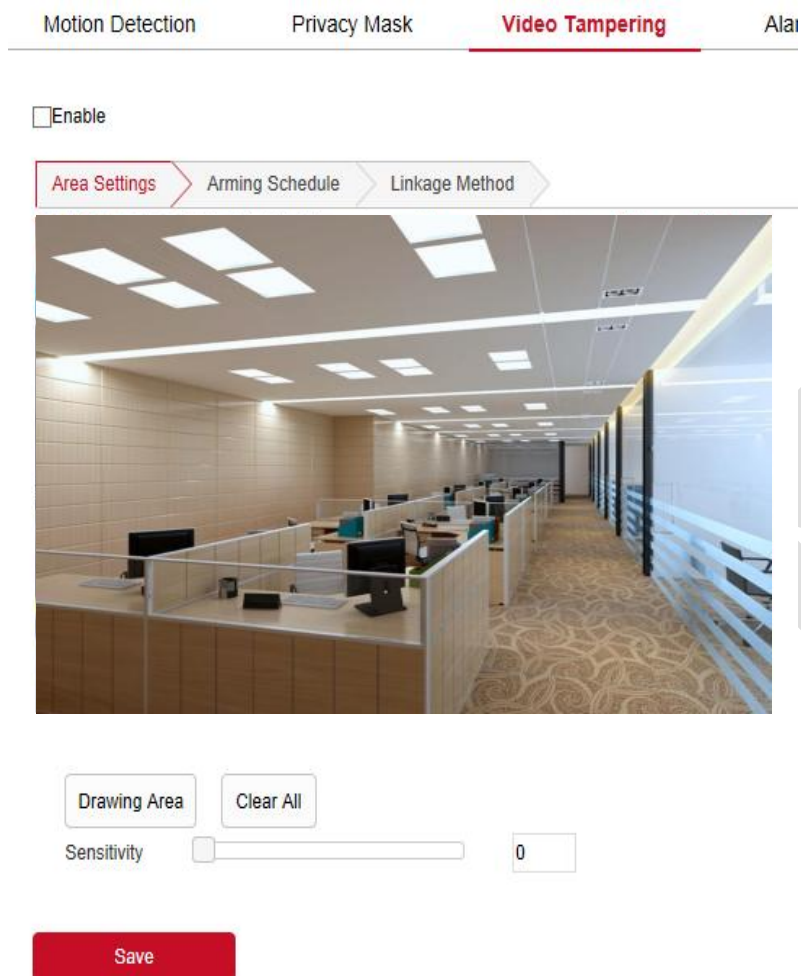 Motion Detection Privacy Mask Video Tampering
Enable
Area Settings Arming Schedule Linkage Method
Drawing Area Clear All
Sensitivity 0
Save